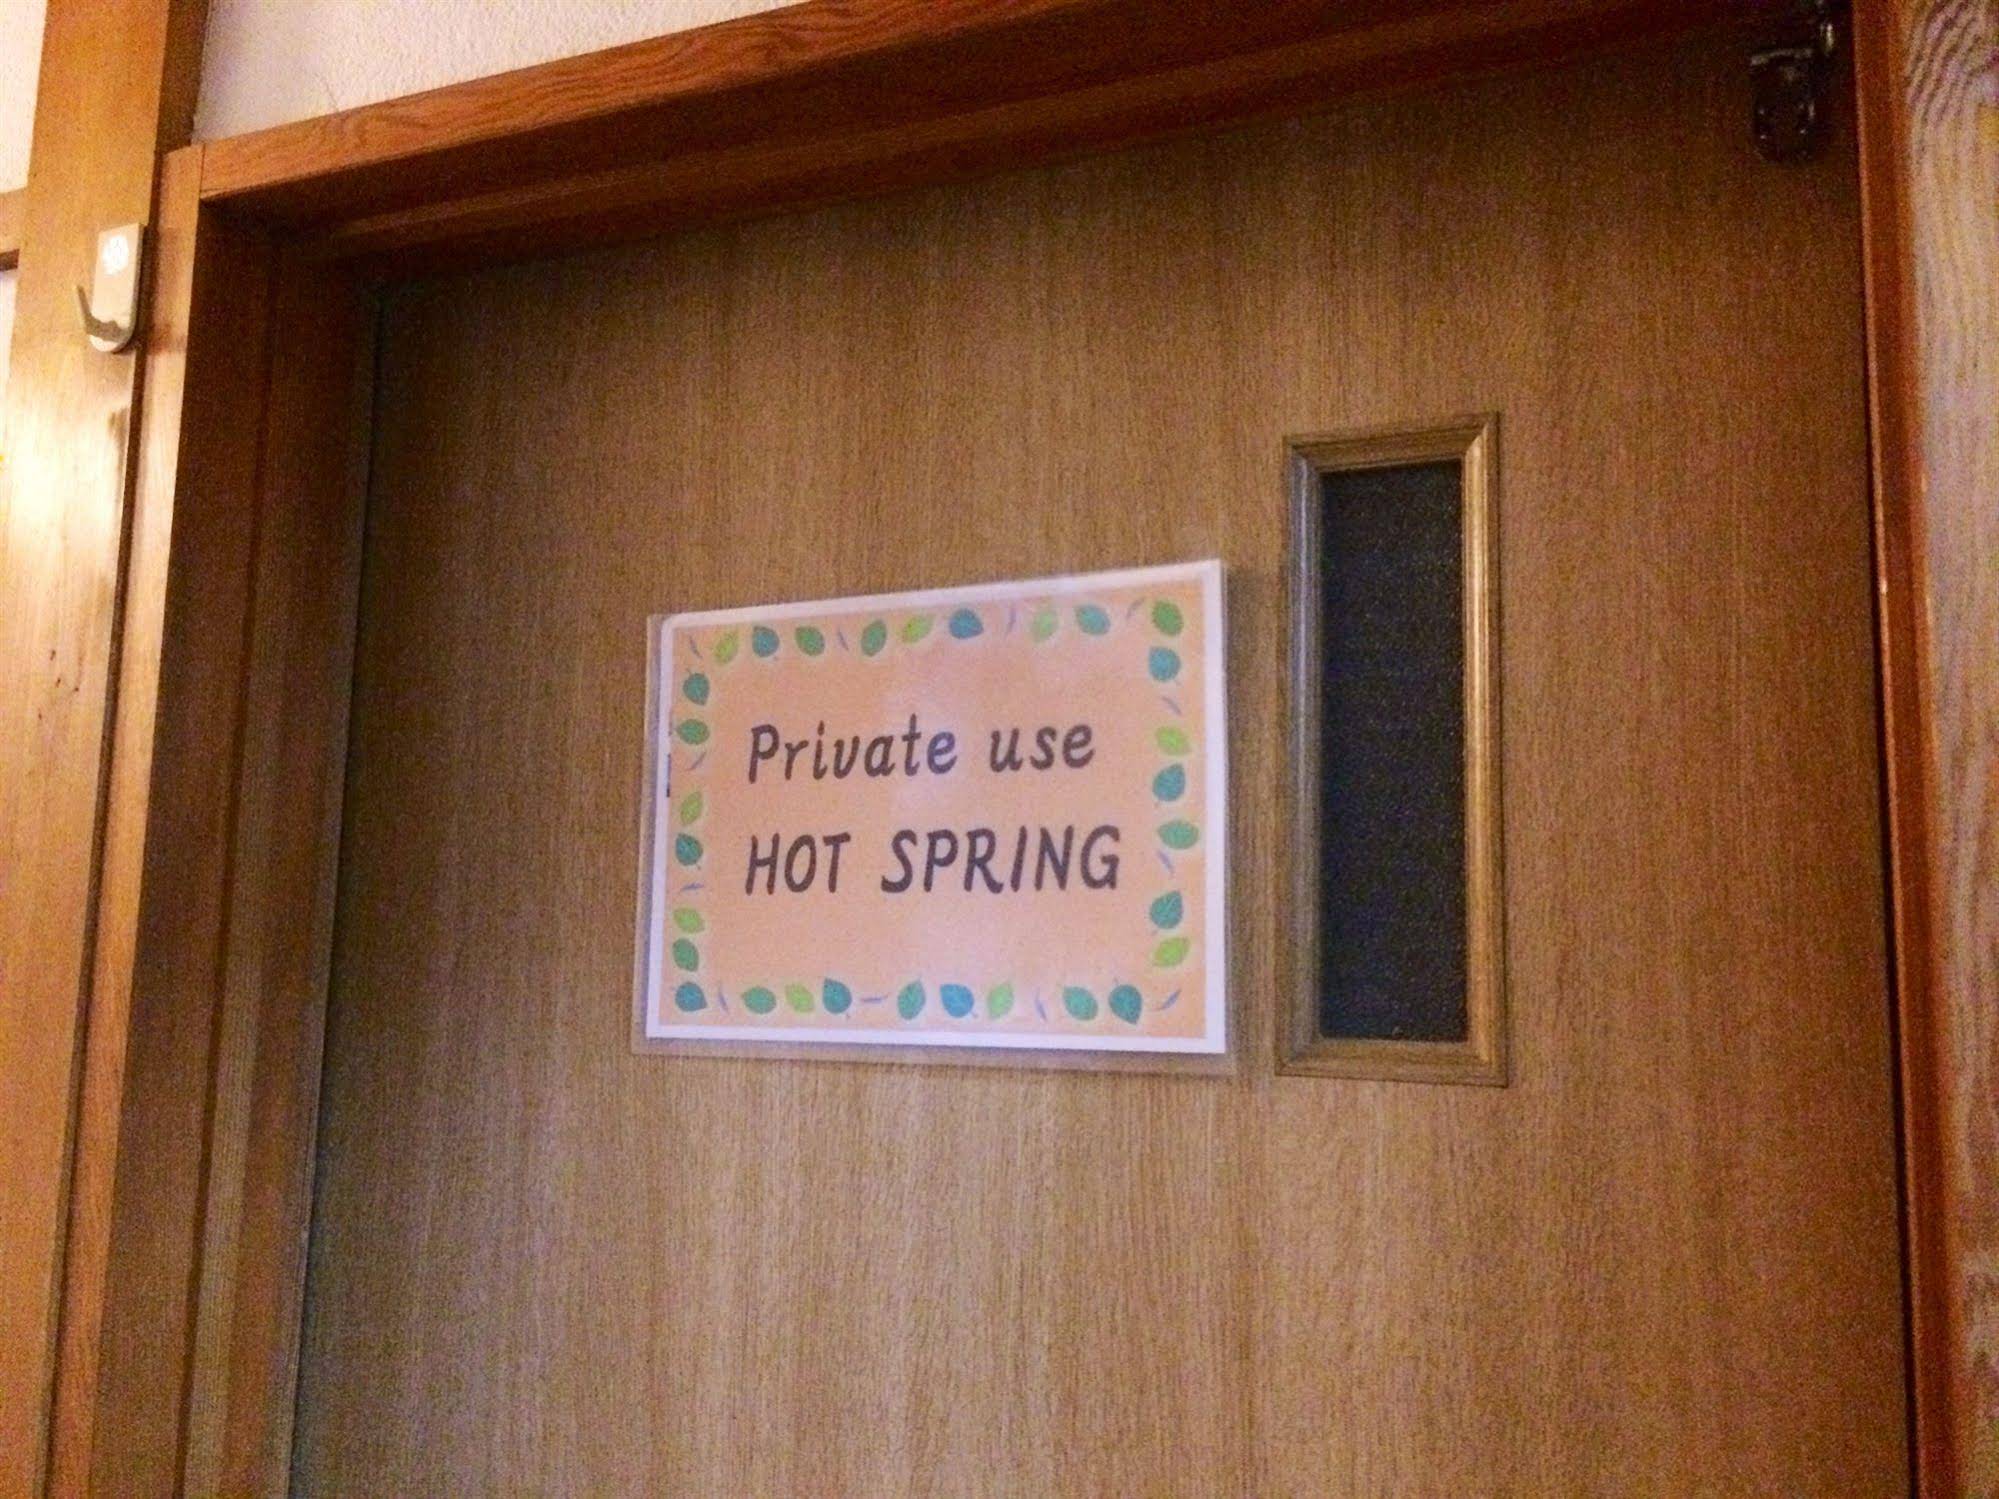 Private use
HOT SPRING